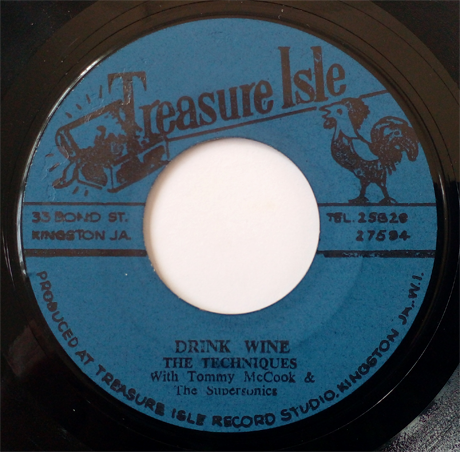 Treasure Isle
33 BOND ST.
KINGSTON JA.
TEL. 25828
27594
DRINK WINE
THE TECHNIQUES
With Tommy McCook &
The Supersonics
PRODUCED AT TREASURE ISLE RECORD STUDIO. KINGSTON JA., W.I.